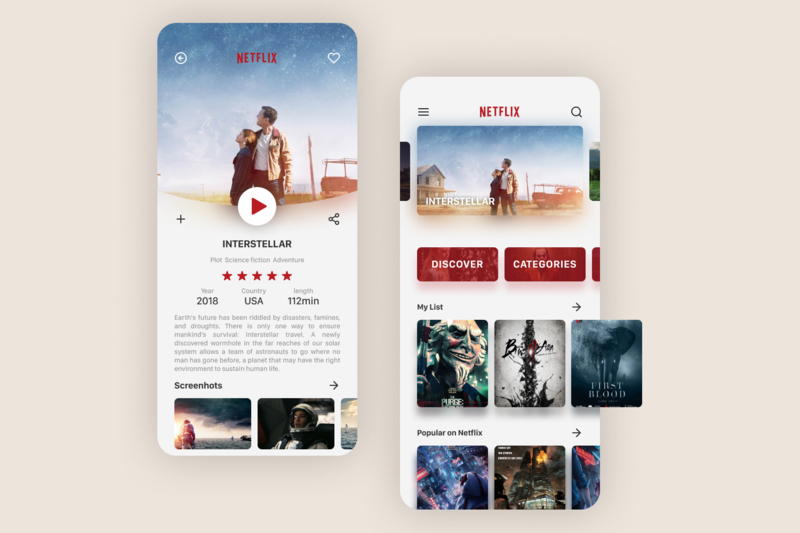 NETFLIX
INTERSTELLAR
Plot Science fiction Adventure
Year Country length
2018 USA 112min
Earth's future has been riddled by disasters, famines,
and droughts. There is only one way to ensure
mankind's survival: Interstellar travel. A newly
discovered wormhole in the far reaches of our solar
system allows a team of astronauts to go where no
man has gone before, a planet that may have the right
environment to sustain human life.
Screenhots
NETFLIX
INTERSTELLAR
DISCOVER CATEGORIES
My List
THE
PURGE:
FIRST
BLOOD
Popular on Netflix